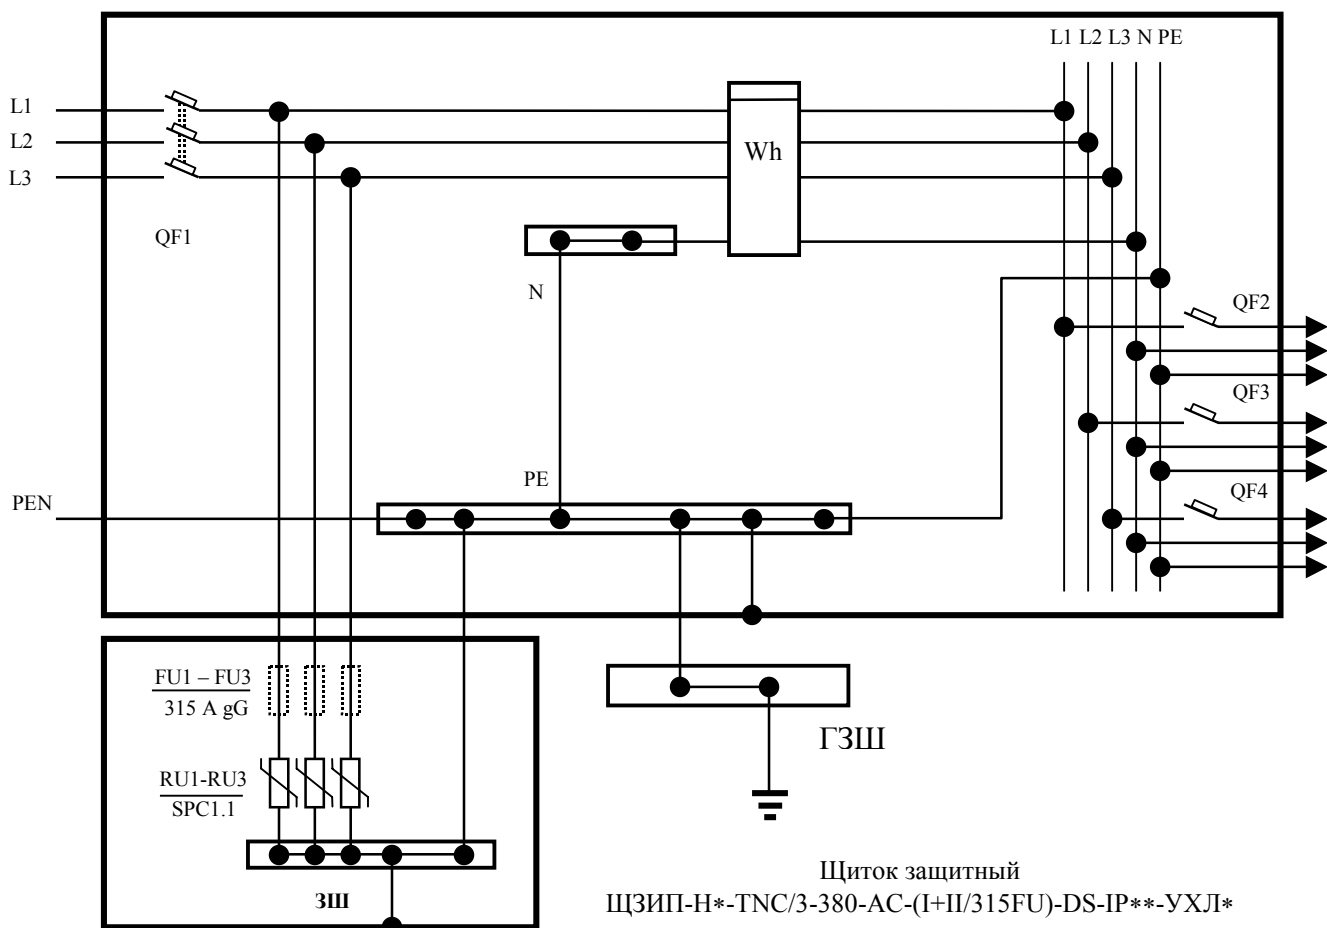 L1 L2 L3 N PE
L1
L2
L3
Wh
QF1
N
QF2
QF3
PE
QF4
PEN
FU1 – FU3
315 A gG
ГЗШ
RU1-RU3
SPC1.1
ЗШ
Щиток защитный
ЩЗИП-Н*-TNC/3-380-AC-(I+II/315FU)-DS-IP**-УХЛ*